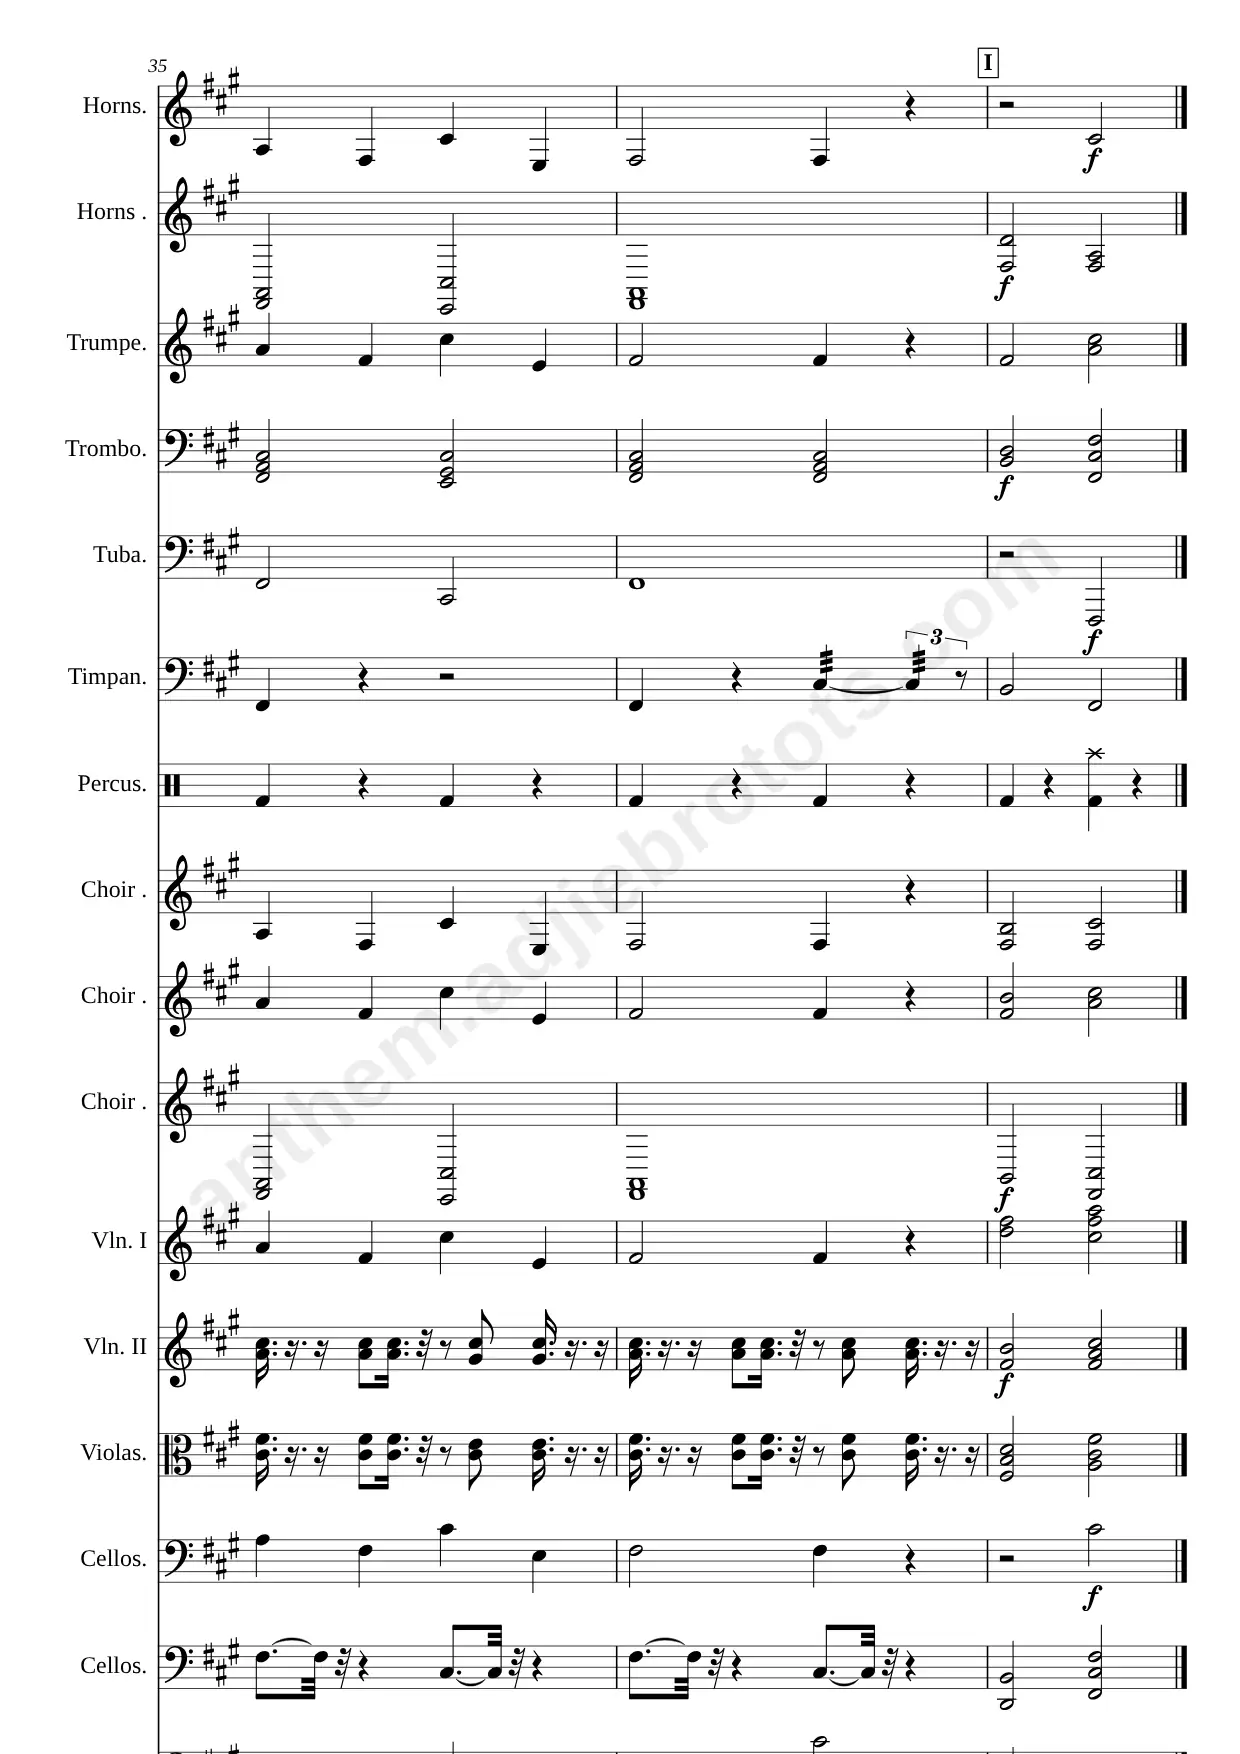 35
I
Horns.
f
Horns .
f
Trumpe.
Trombo.
f
Tuba.
f
3
Timpan.
Percus.
Choir .
Choir .
Choir .
f
Vln. I
Vln. II
f
Violas.
Cellos.
f
Cellos.
anthem.adjiebrotots.com